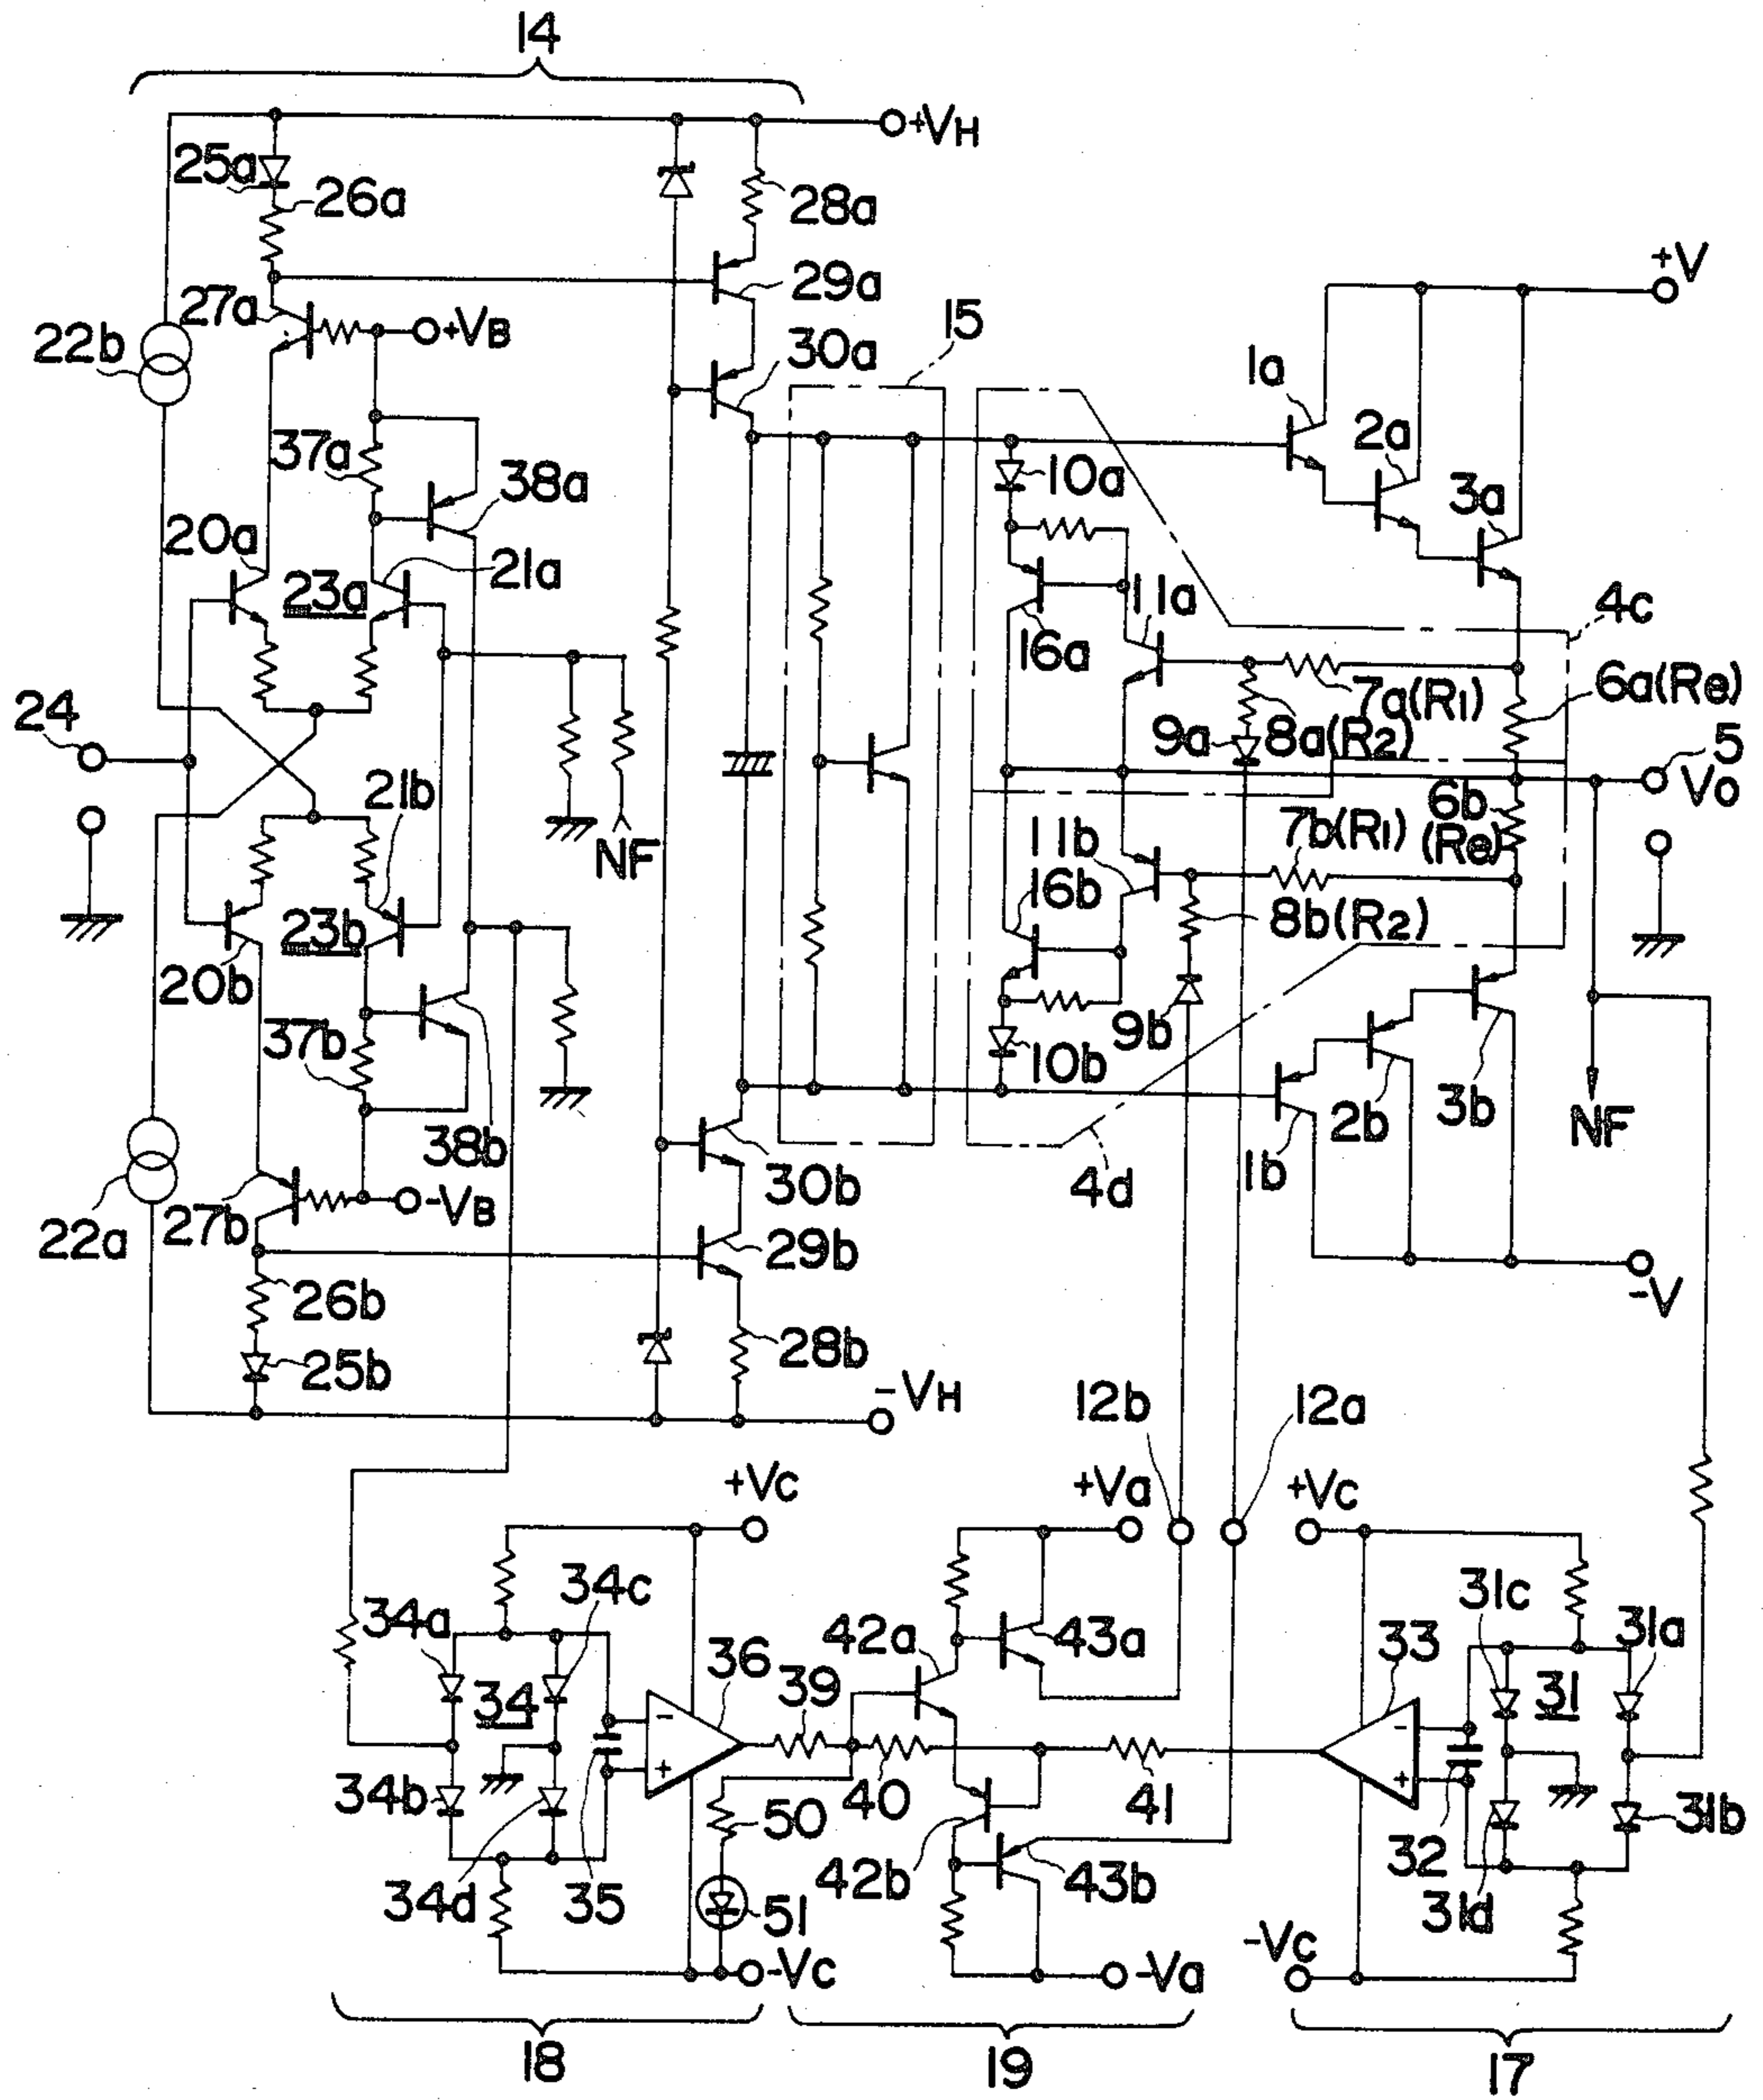 14
+VH
25a
26a
28a
29a
+V
27a
+VB
15
22b
30a
1a
2a
37a
10a
38a
3a
20a
23a
21a
11a
4c
16a
24
7a(R1)
6a(Re)
9a
8a(R2)
5
Vo
21b
6b
(Re)
7b(R1)
NF
11b
16b
23b
8b(R2)
20b
9b
37b
10b
NF
38b
2b
3b
30b
4d
1b
22a
27b
-VB
29b
26b
-V
28b
25b
-VH
12b
12a
+Vc
+Va
+Vc
34c
31c
34a
42a
43a
33
31a
36
39
34
31
34b
40
41
50
31b
32
34d
35
51
42b
43b
31d
-Vc
-Va
-Vc
18
19
17